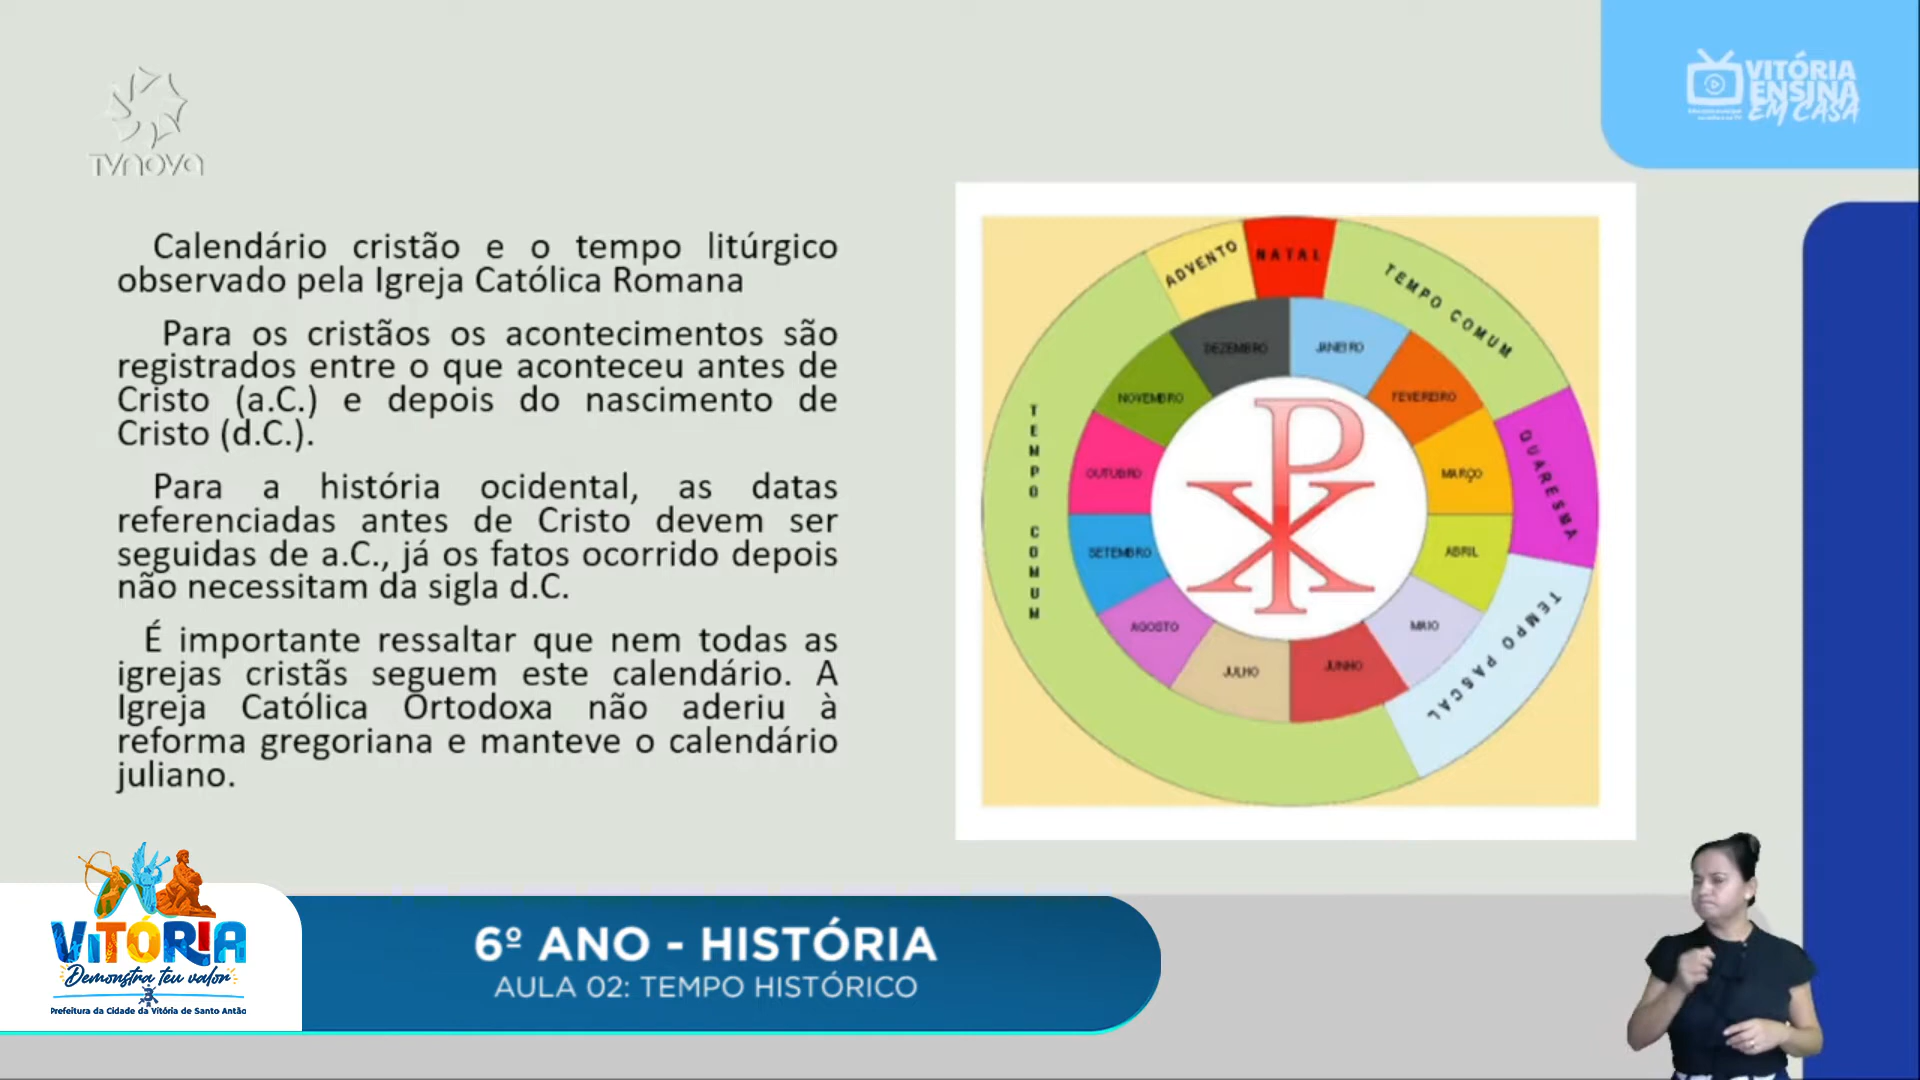 TVNOVA
VITÓRIA
ENSINA
EM CASA
Calendário cristão e o tempo litúrgico
observado pela Igreja Católica Romana
Para os cristãos os acontecimentos são
registrados entre o que aconteceu antes de
Cristo (a.C.) e depois do nascimento de
Cristo (d.C.).
Para a história ocidental, as datas
referenciadas antes de Cristo devem ser
seguidas de a.C., já os fatos ocorrido depois
não necessitam da sigla d.C.
É importante ressaltar que nem todas as
igrejas cristãs seguem este calendário. A
Igreja Católica Ortodoxa não aderiu à
reforma gregoriana e manteve o calendário
juliano.
ADVENTO
NATAL
TEMPO COMUM
QUARESMA
TEMPO PASCAL
TEMPO COMUM
JANEIRO
FEVEREIRO
MARÇO
ABRIL
MAIO
JUNHO
JULHO
AGOSTO
SETEMBRO
OUTUBRO
NOVEMBRO
DEZEMBRO
VITÓRIA
Demonstra teu valor
Prefeitura da Cidade da Vitória de Santo Antão
6º ANO - HISTÓRIA
AULA 02: TEMPO HISTÓRICO